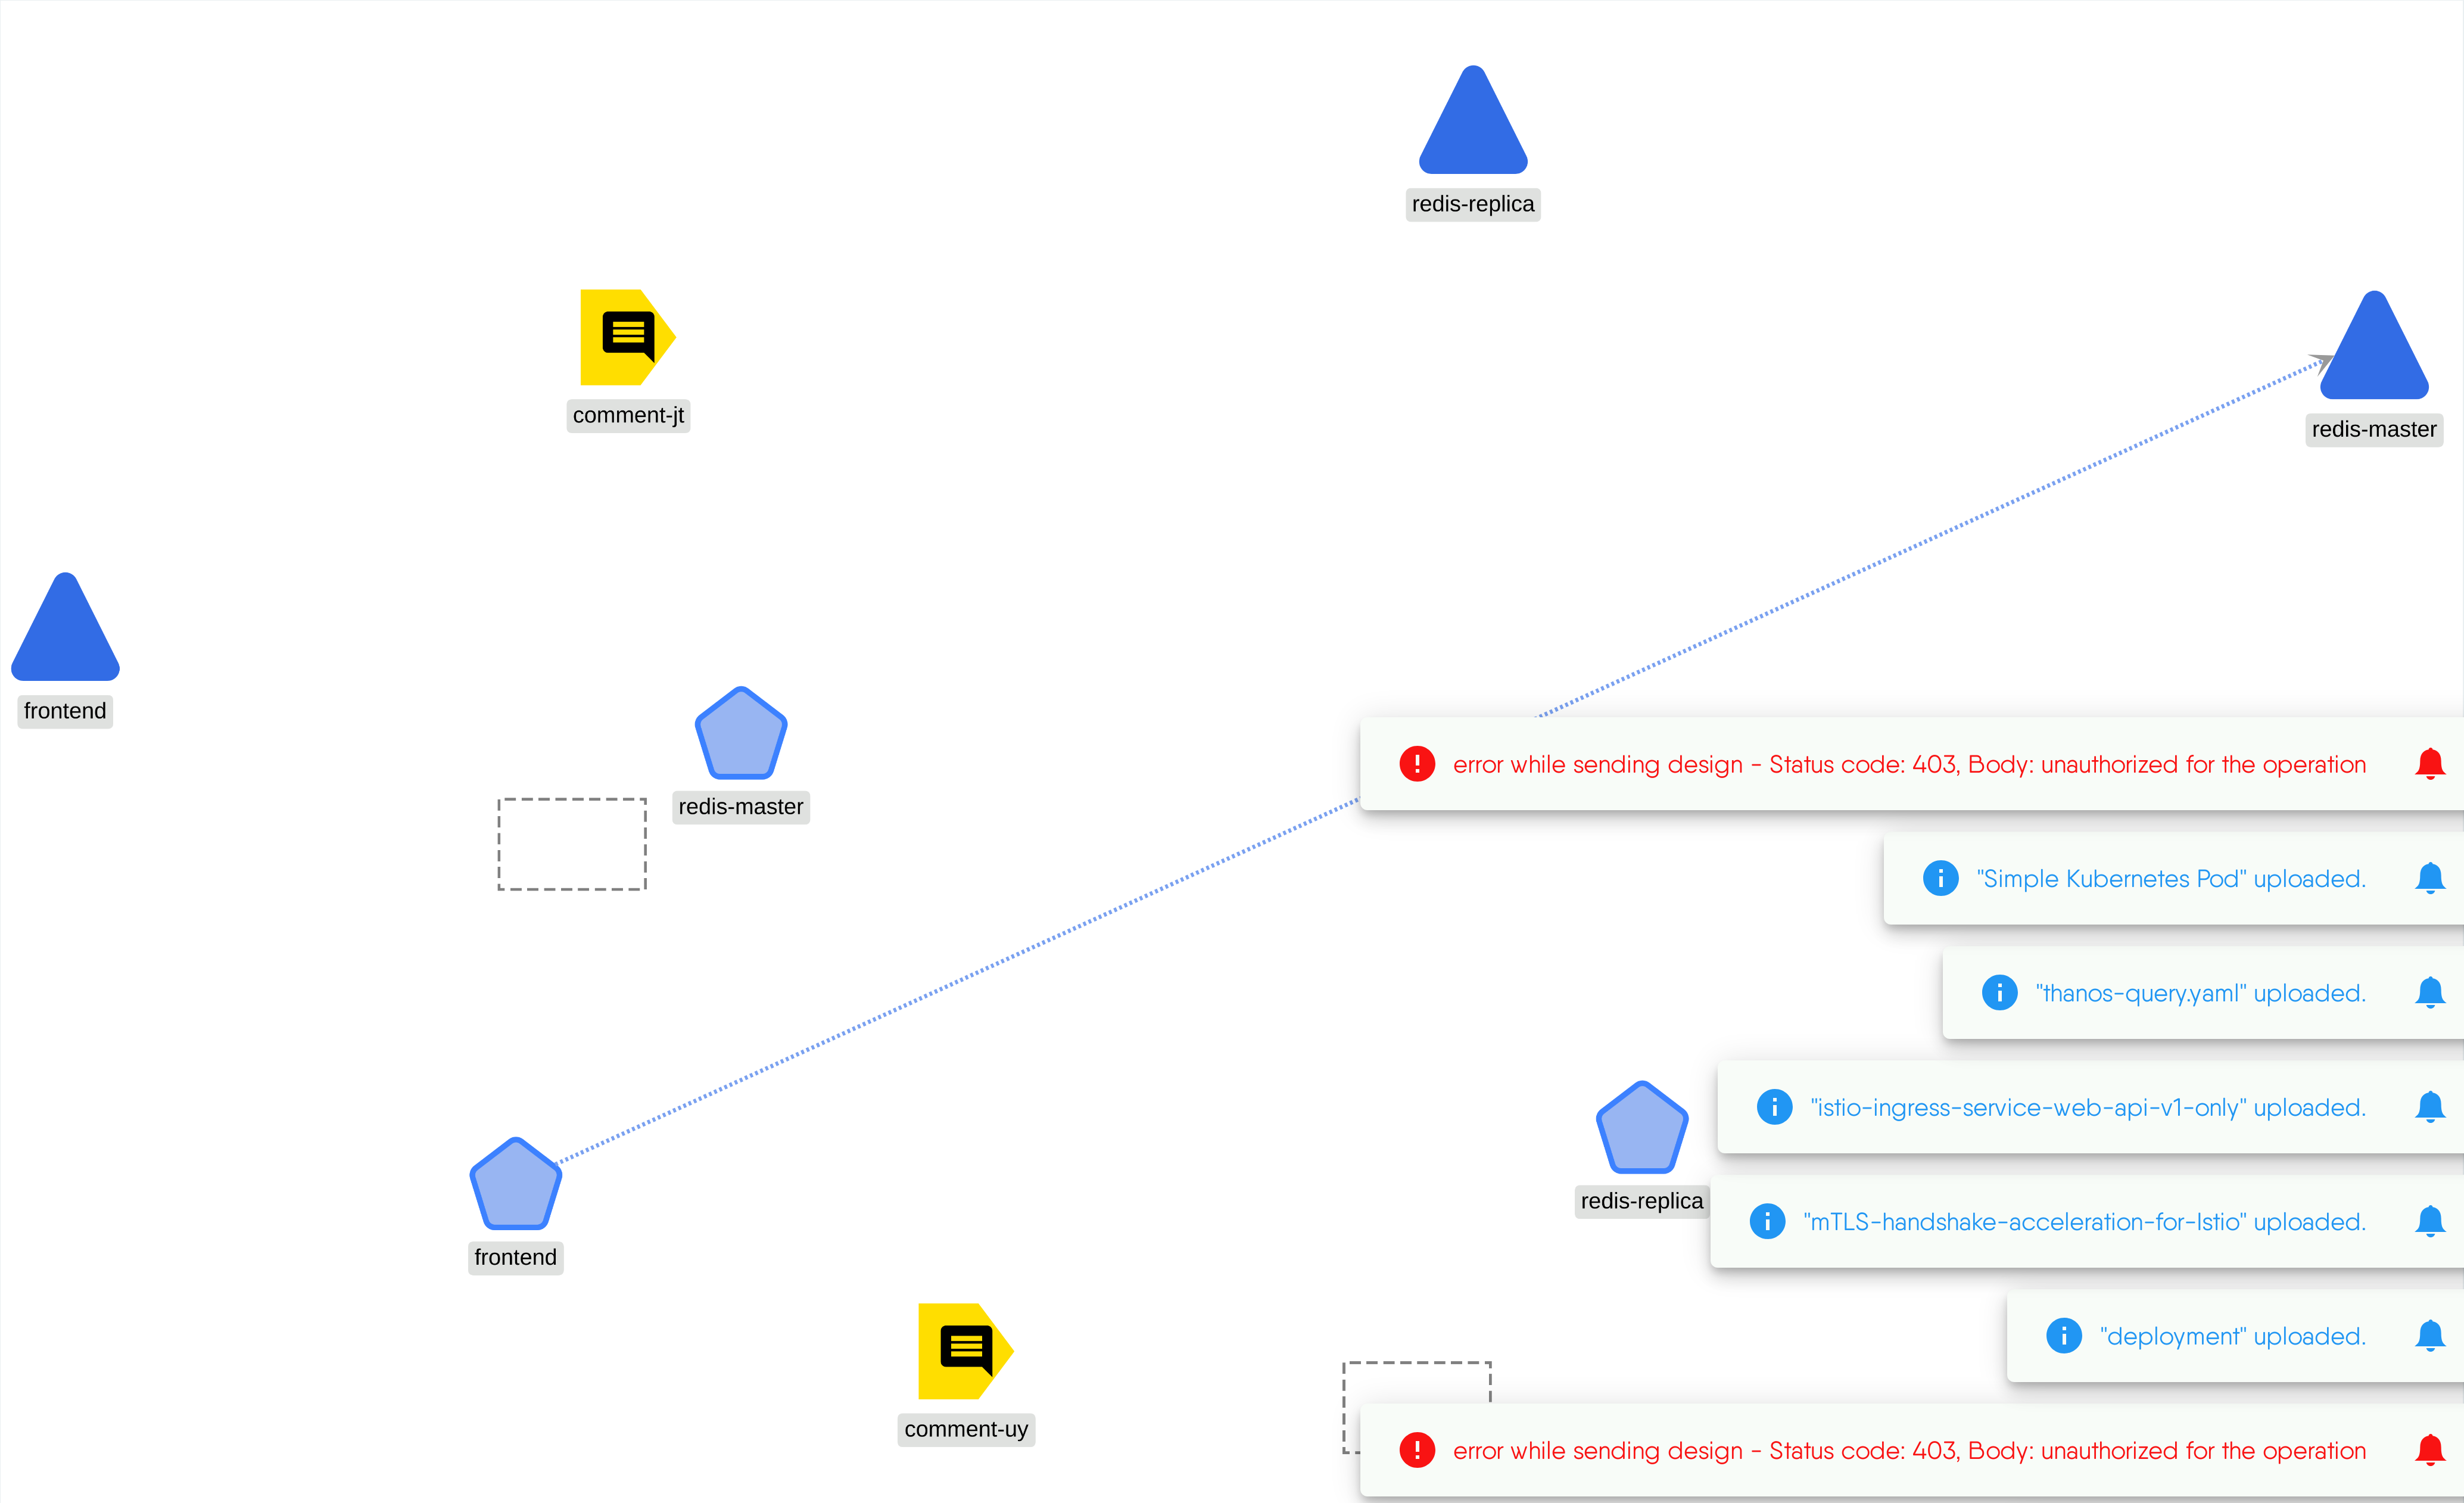 redis-replica
comment-jt
redis-master
frontend
redis-master
error while sending design - Status code: 403, Body: unauthorized for the operation
"Simple Kubernetes Pod" uploaded.
"thanos-query.yaml" uploaded.
"istio-ingress-service-web-api-v1-only" uploaded.
redis-replica
"mTLS-handshake-acceleration-for-Istio" uploaded.
frontend
"deployment" uploaded.
comment-uy
error while sending design - Status code: 403, Body: unauthorized for the operation